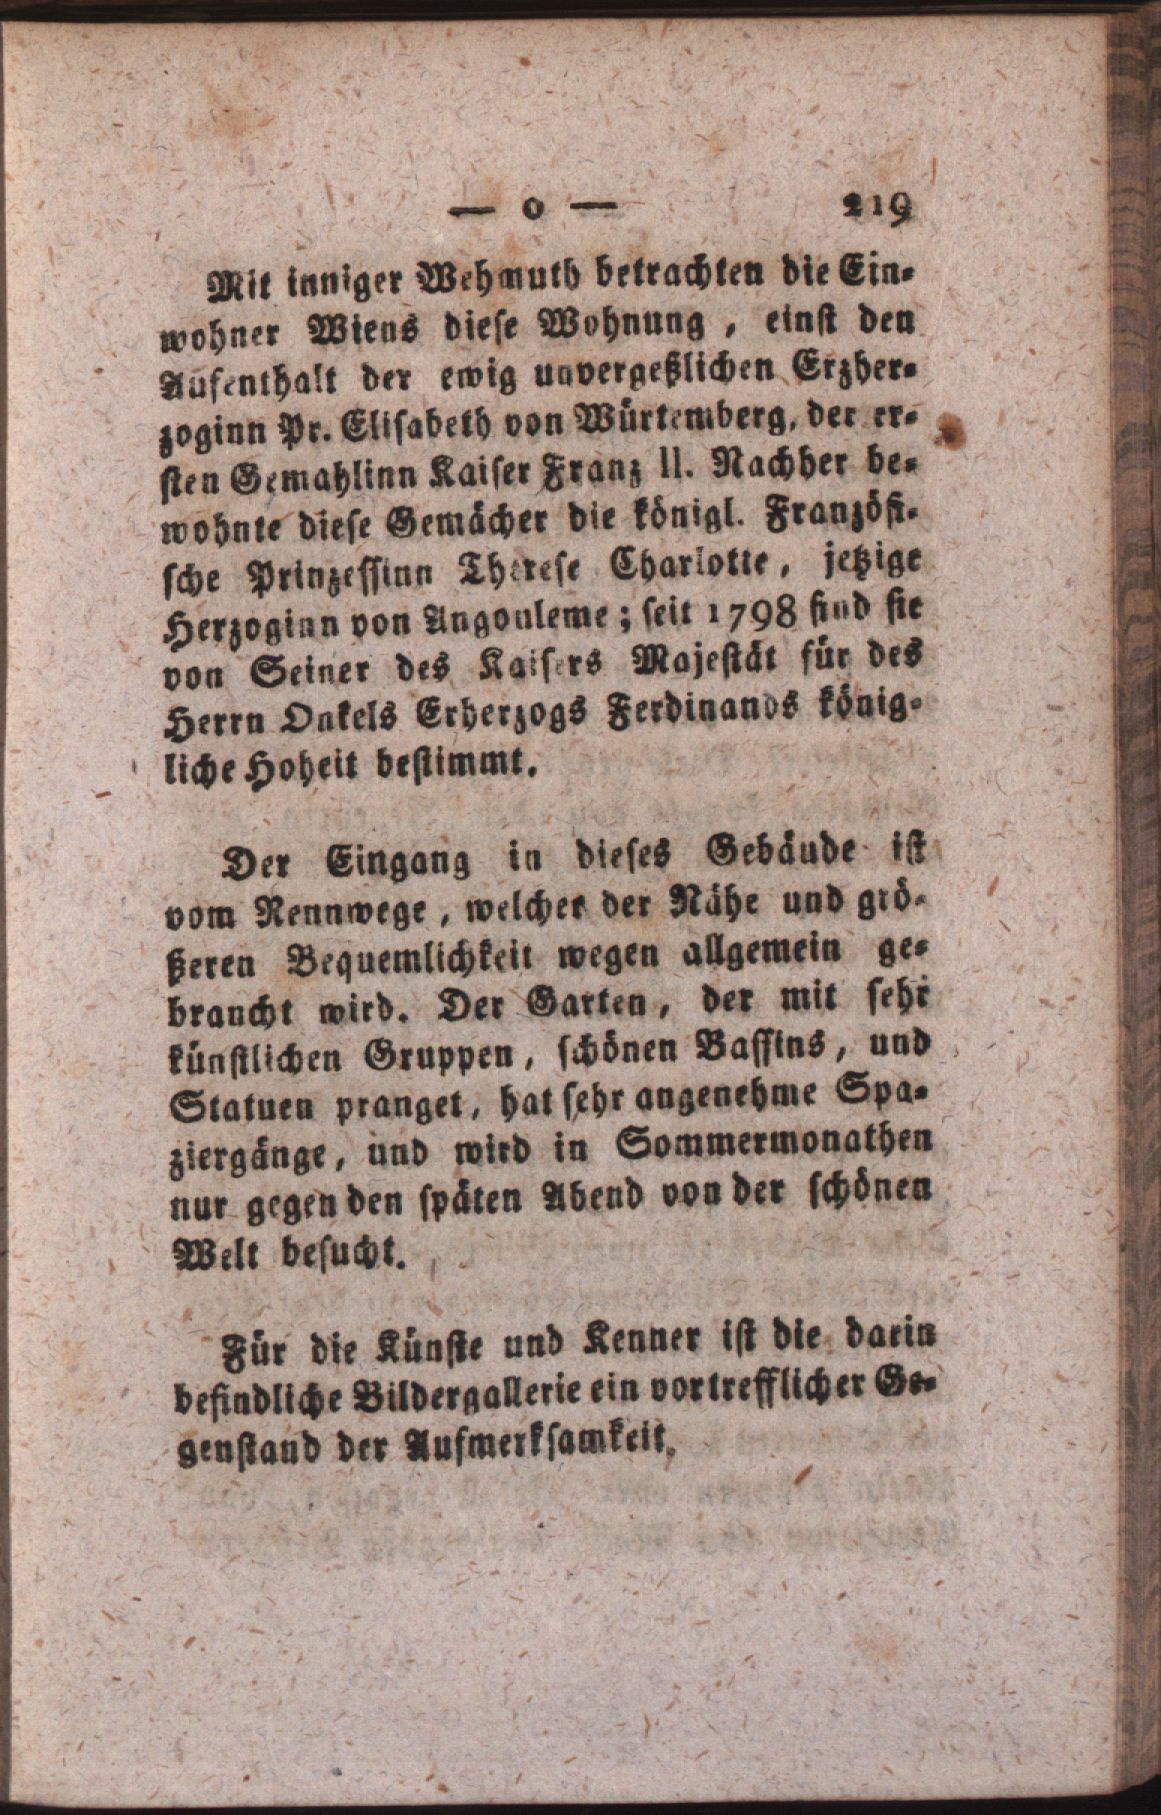 — o — 219
Mit inniger Wehmuth betrachten die Ein-
wohner Wiens diese Wohnung , einst den
Aufenthalt der ewig unvergeßlichen Erzher-
zoginn Pr. Elisabeth von Würtemberg, der er-
sten Gemahlinn Kaiser Franz II. Nachher be-
wohnte diese Gemächer die königl. Französi-
sche Prinzessinn Therese Charlotte, jetzige
Herzoginn von Angouleme; seit 1798 sind sie
von Seiner des Kaisers Majestät für des
Herrn Onkels Erherzogs Ferdinands könig-
liche Hoheit bestimmt.
Der Eingang in dieses Gebäude ist
vom Rennwege, welcher der Nähe und grö-
ßeren Bequemlichkeit wegen allgemein ge-
braucht wird. Der Garten, der mit sehr
künstlichen Gruppen, schönen Bassins, und
Statuen pranget, hat sehr angenehme Spa-
ziergänge, und wird in Sommermonathen
nur gegen den späten Abend von der schönen
Welt besucht.
Für die Künste und Kenner ist die darin
befindliche Bildergallerie ein vortrefflicher Ge-
genstand der Aufmerksamkeit.